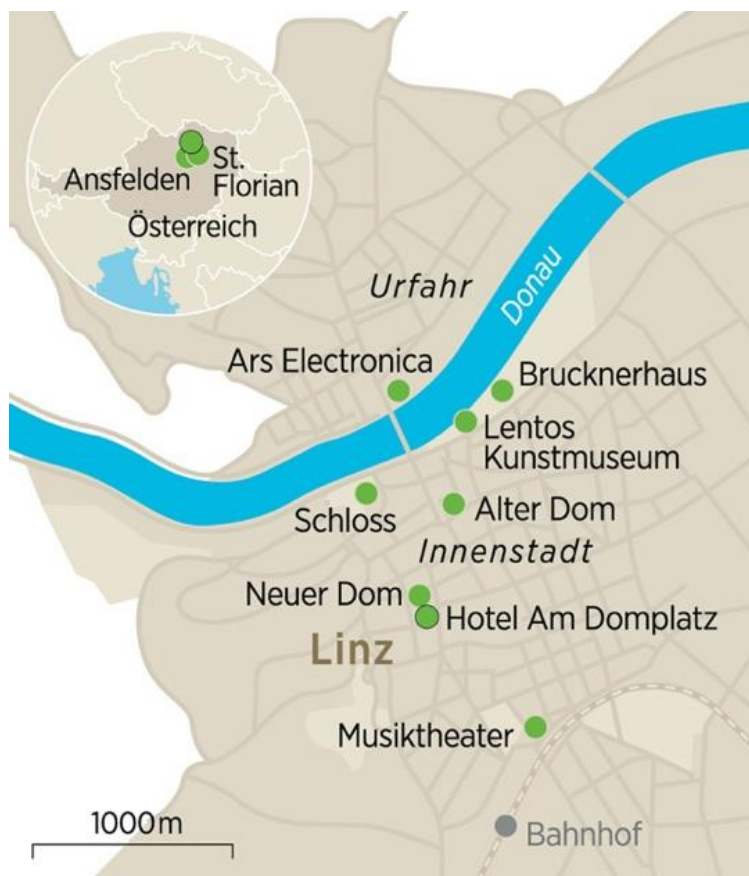 Ansfelden
St.
Florian
Österreich
Urfahr
Donau
Ars Electronica
Brucknerhaus
Lentos
Kunstmuseum
Schloss
Alter Dom
Innenstadt
Neuer Dom
Hotel Am Domplatz
Linz
Musiktheater
1000m
Bahnhof